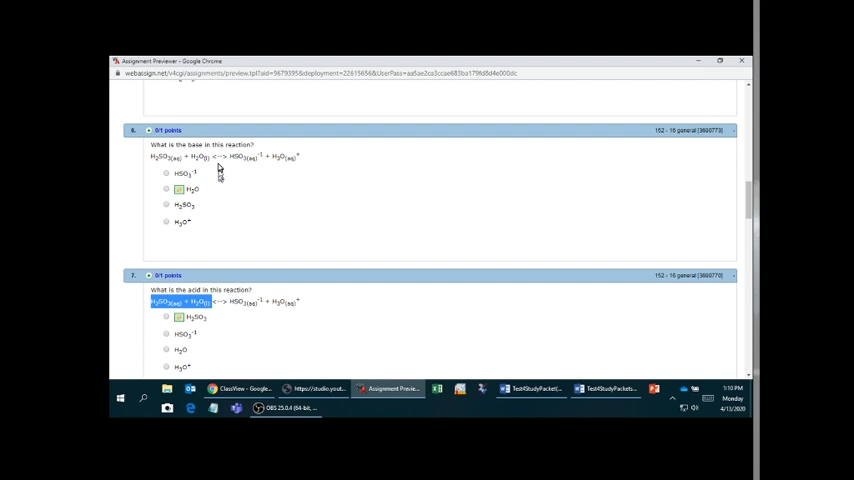 Assignment Previewer - Google Chrome
webassign.net/v4cgi/assignments/preview.tpl?aid=9679395&deployment=22615656&UserPass=aa5ae2ca3ccae683ba179fd8d4e000dc
6. 0/1 points 152 - 16 general [3690773]
What is the base in this reaction?
H2SO3(aq) + H2O(l) <--> HSO3(aq)-1 + H3O(aq)+
HSO3-1
H2O
H2SO3
H3O+
7. 0/1 points 152 - 16 general [3690770]
What is the acid in this reaction?
H2SO3(aq) + H2O(l) <--> HSO3(aq)-1 + H3O(aq)+
H2SO3
HSO3-1
H2O
H3O+
ClassView - Google... https://studio.yout... Assignment Previe... Test4StudyPacket(... Test4StudyPackets... 1:10 PM
Monday
OBS 25.0.4 (64-bit, ... 4/13/2020